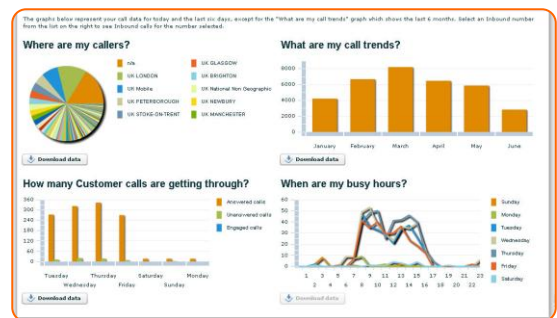 The graphs below represent your call data for today and the last six days, except for the "What are my call trends" graph which shows the last 6 months. Select an Inbound number
from the list on the right to see Inbound calls for the number selected.
Where are my callers?
n/a
UK GLASGOW
UK LONDON
UK BRIGHTON
UK Mobile
UK National Non Geographic
UK PETERBOROUGH
UK NEWBURY
UK STOKE-ON-TRENT
UK MANCHESTER
Download data
What are my call trends?
8000
6000
4000
2000
0
January February March April May June
Download data
How many Customer calls are getting through?
360
300
240
180
120
60
0
Answered calls
Unanswered calls
Engaged calls
Tuesday Thursday Saturday Monday
Wednesday Friday Sunday
Download data
When are my busy hours?
60
50
40
30
20
10
0
Sunday
Monday
Tuesday
Wednesday
Thursday
Friday
Saturday
1 3 5 7 9 11 13 15 17 19 21 23
2 4 6 8 10 12 14 16 18 20 22
Download data